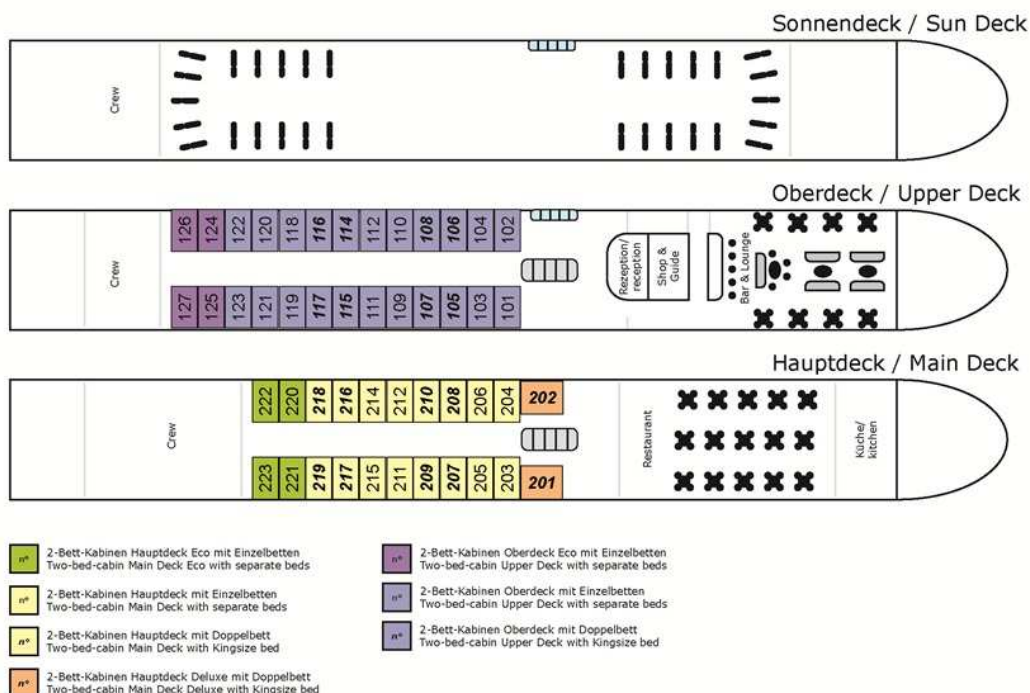 Sonnendeck / Sun Deck
Crew
Oberdeck / Upper Deck
126 124 122 120 118 116 114 112 110 108 106 104 102
Crew
Rezeption/
reception
Shop &
Guide
Bar & Lounge
127 125 123 121 119 117 115 111 109 107 105 103 101
Hauptdeck / Main Deck
222 220 218 216 214 212 210 208 206 204 202
Crew
Restaurant
Küche/
kitchen
223 221 219 217 215 211 209 207 205 203 201
n° 2-Bett-Kabinen Hauptdeck Eco mit Einzelbetten
Two-bed-cabin Main Deck Eco with separate beds
n° 2-Bett-Kabinen Hauptdeck mit Einzelbetten
Two-bed-cabin Main Deck with separate beds
n° 2-Bett-Kabinen Hauptdeck mit Doppelbett
Two-bed-cabin Main Deck with Kingsize bed
n° 2-Bett-Kabinen Hauptdeck Deluxe mit Doppelbett
Two-bed-cabin Main Deck Deluxe with Kingsize bed
n° 2-Bett-Kabinen Oberdeck Eco mit Einzelbetten
Two-bed-cabin Upper Deck with separate beds
n° 2-Bett-Kabinen Oberdeck mit Einzelbetten
Two-bed-cabin Upper Deck with separate beds
n° 2-Bett-Kabinen Oberdeck mit Doppelbett
Two-bed-cabin Upper Deck with Kingsize bed